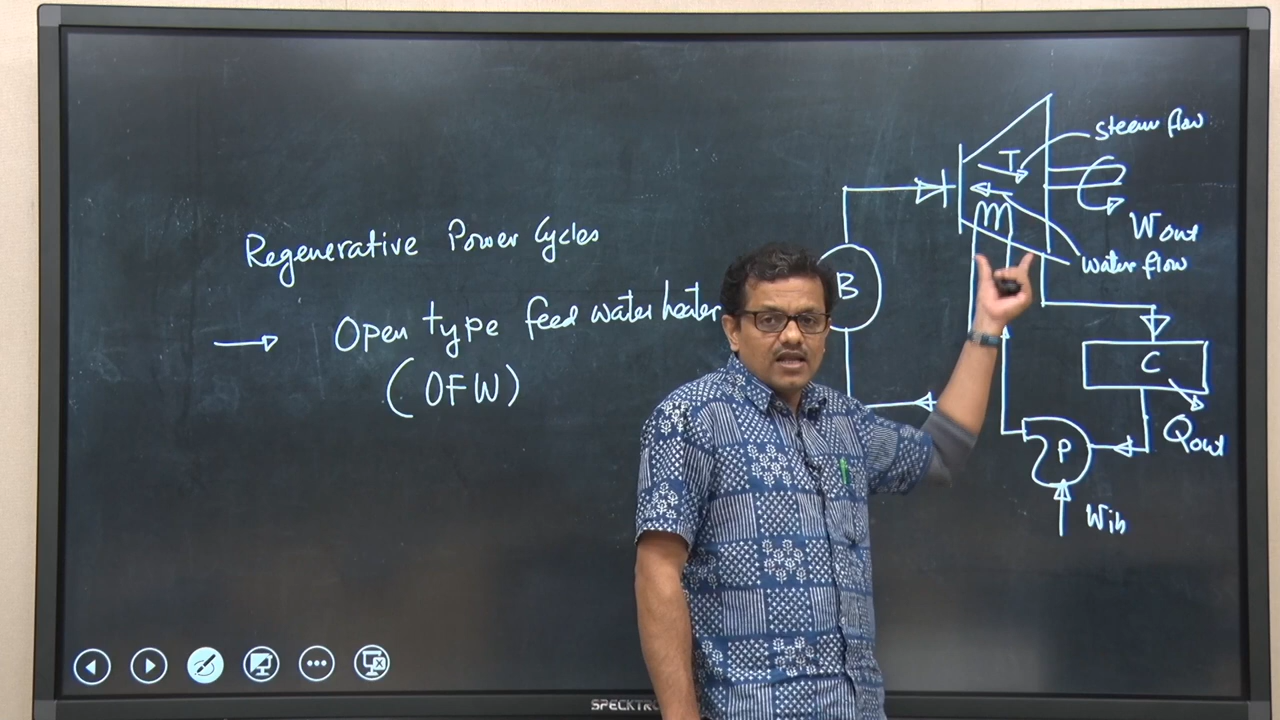 Regenerative Power Cycles
Open type feed water heater
(OFW)
steam flow
T
Wout
water flow
B
C
Qout
P
Win
SPECKTR